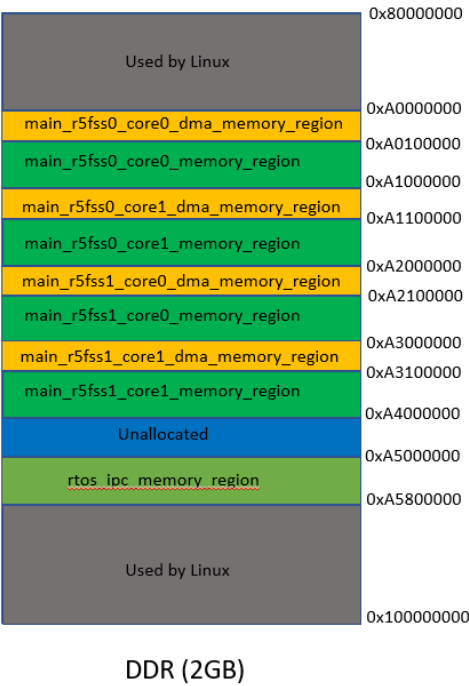 0x80000000
Used by Linux
0xA0000000
main_r5fss0_core0_dma_memory_region
0xA0100000
main_r5fss0_core0_memory_region
0xA1000000
main_r5fss0_core1_dma_memory_region
0xA1100000
main_r5fss0_core1_memory_region
0xA2000000
main_r5fss1_core0_dma_memory_region
0xA2100000
main_r5fss1_core0_memory_region
0xA3000000
main_r5fss1_core1_dma_memory_region
0xA3100000
main_r5fss1_core1_memory_region
0xA4000000
Unallocated
0xA5000000
rtos_ipc_memory_region
0xA5800000
Used by Linux
0x100000000
DDR (2GB)